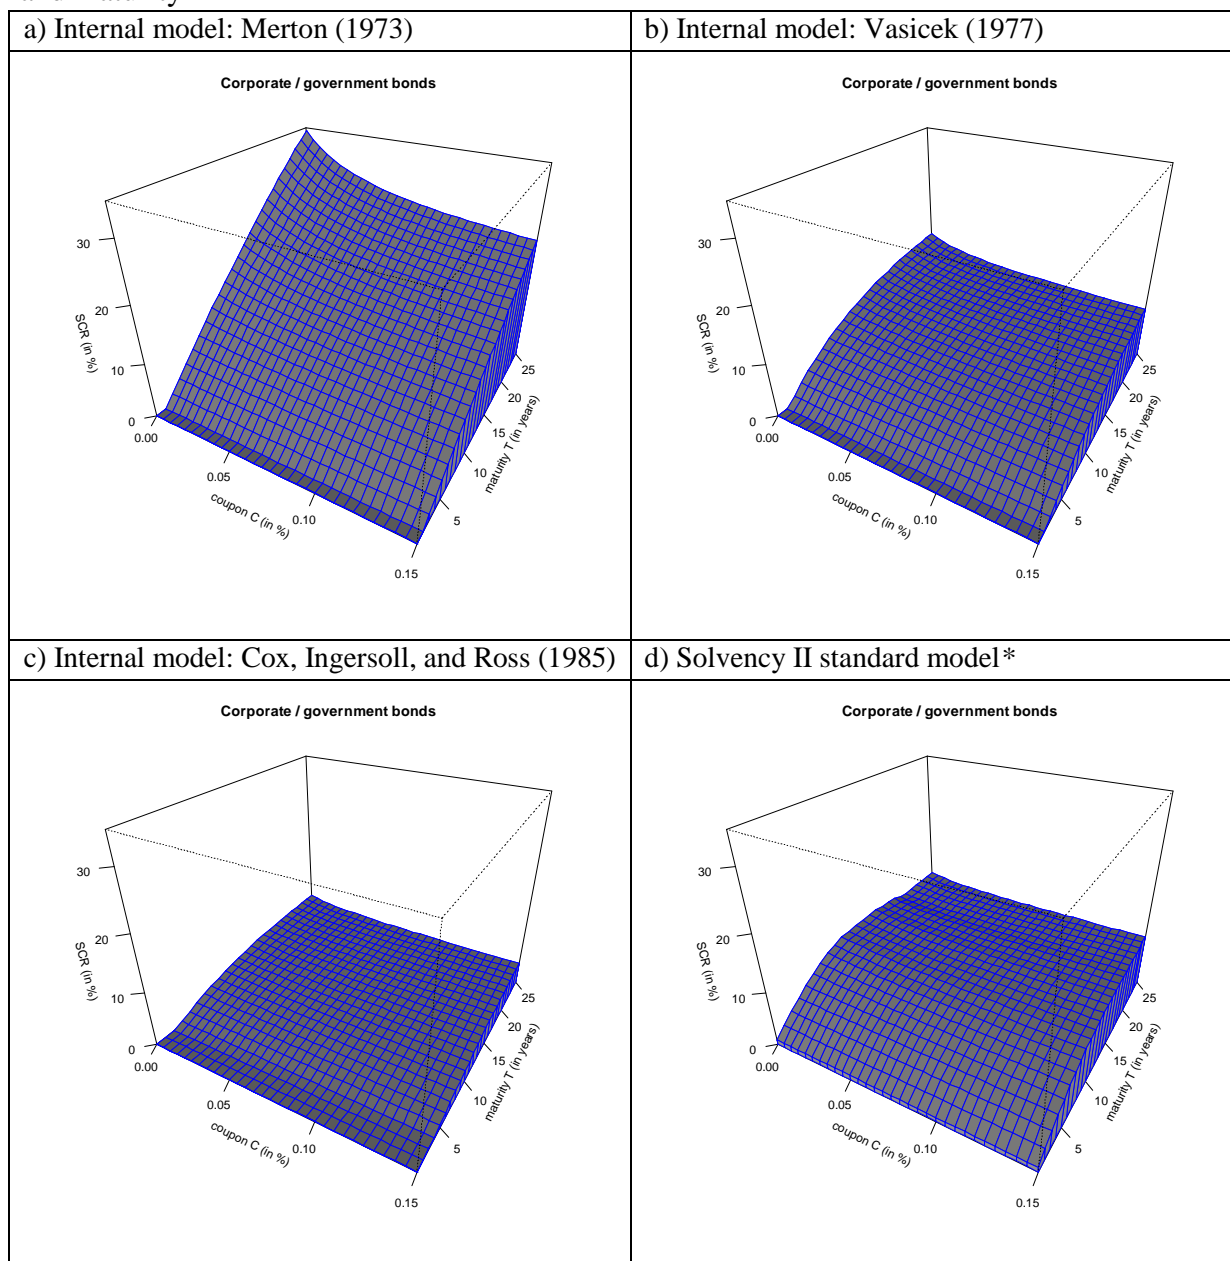 and maturity
a) Internal model: Merton (1973)
b) Internal model: Vasicek (1977)
Corporate / government bonds
30
20
10
0
SCR (in %)
0.00
0.05
0.10
0.15
coupon C (in %)
5
10
15
20
25
maturity T (in years)
Corporate / government bonds
30
20
10
0
SCR (in %)
0.00
0.05
0.10
0.15
coupon C (in %)
5
10
15
20
25
maturity T (in years)
c) Internal model: Cox, Ingersoll, and Ross (1985)
d) Solvency II standard model*
Corporate / government bonds
30
20
10
0
SCR (in %)
0.00
0.05
0.10
0.15
coupon C (in %)
5
10
15
20
25
maturity T (in years)
Corporate / government bonds
30
20
10
0
SCR (in %)
0.00
0.05
0.10
0.15
coupon C (in %)
5
10
15
20
25
maturity T (in years)